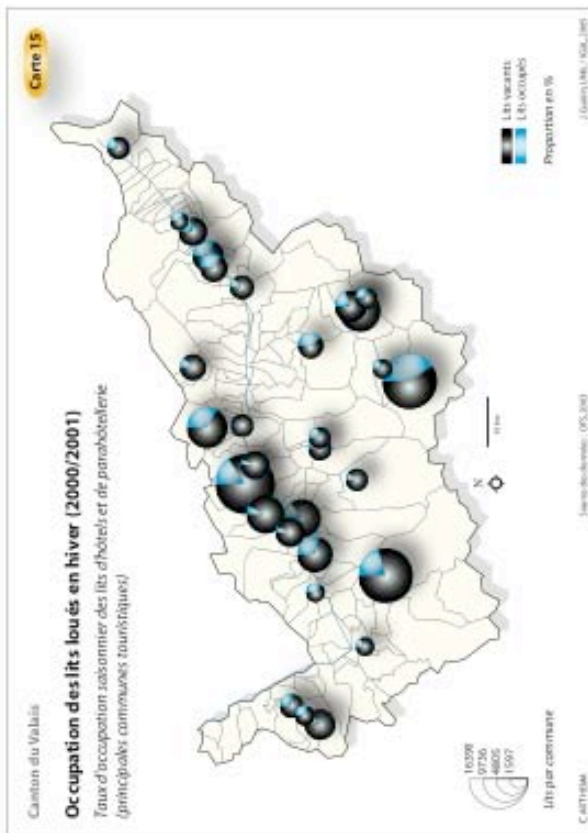 Canton du Valais
Carte 15
Occupation des lits loués en hiver (2000/2001)
Taux d'occupation saisonnier des lits d'hôtels et de parahôtellerie
(principales communes touristiques)
16398
9736
4805
1597
Lits par commune
N
Lits vacants
Lits occupés
Proportion en %